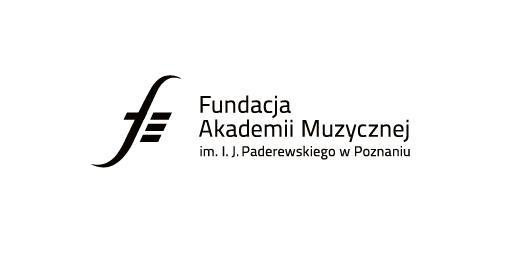 Fundacja
Akademii Muzycznej
im. I. J. Paderewskiego w Poznaniu